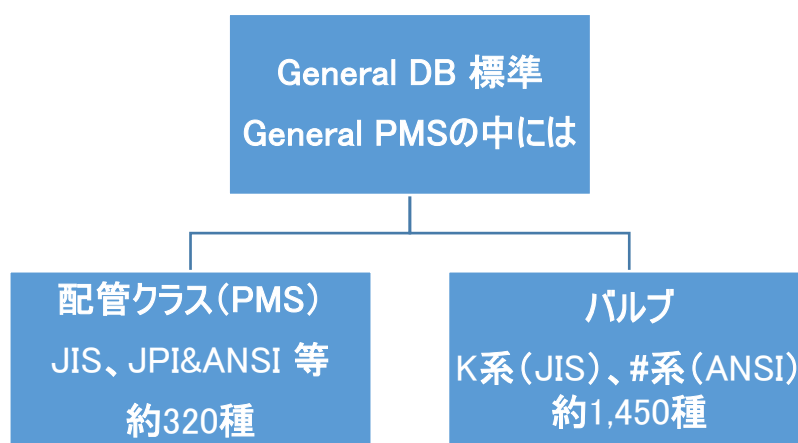 General DB 標準
General PMSの中には
配管クラス(PMS)
JIS、JPI&ANSI 等
約320種
バルブ
K系(JIS)、#系(ANSI)
約1,450種